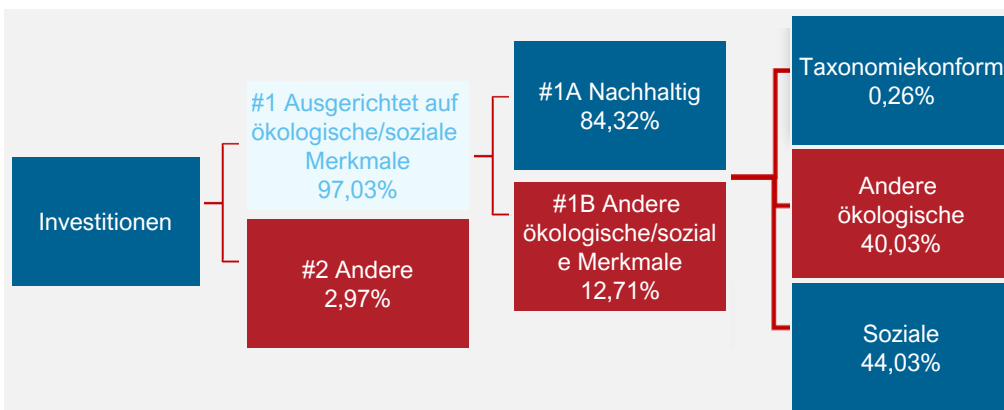 Investitionen
#1 Ausgerichtet auf
ökologische/soziale
Merkmale
97,03%
#2 Andere
2,97%
#1A Nachhaltig
84,32%
#1B Andere
ökologische/sozial
e Merkmale
12,71%
Taxonomiekonform
0,26%
Andere
ökologische
40,03%
Soziale
44,03%